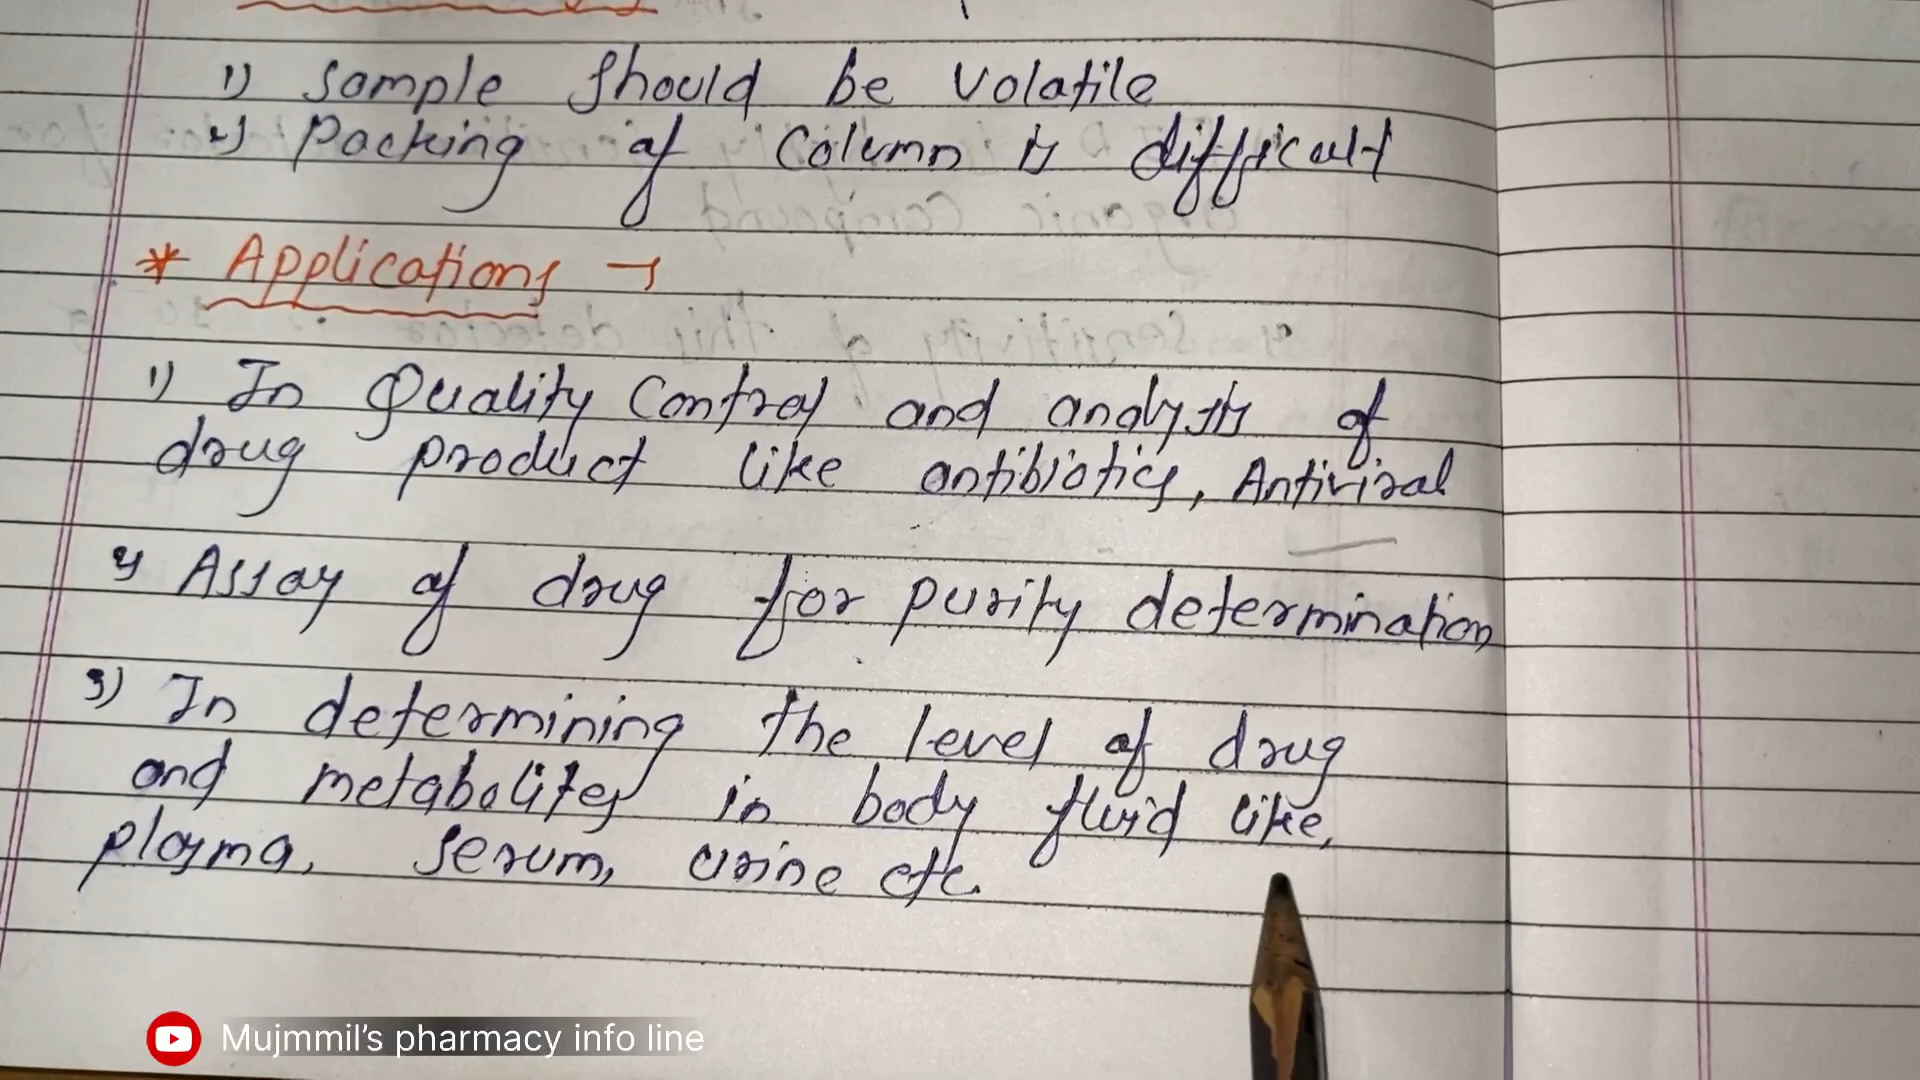 1) Sample should be volatile
2) Packing of Column is difficult
* Applications →
1) In Quality Control and analysis of
drug product like antibiotics, Antiviral
2) Assay of drug for purity determination
3) In determining the level of drug
and metabolites in body fluid like,
plasma, serum, urine etc.
Mujmmil's pharmacy info line